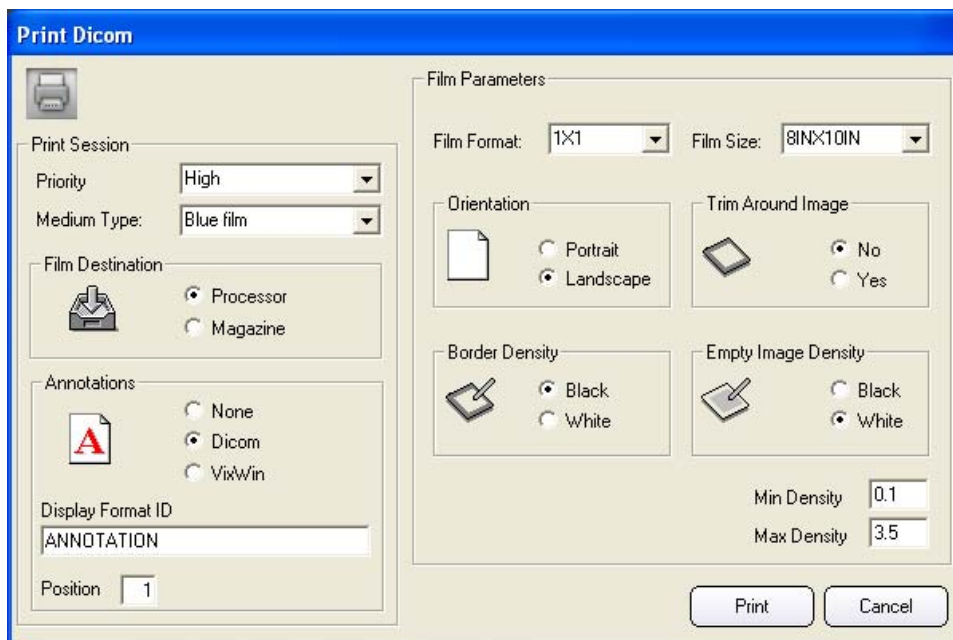 Print Dicom
Print Session
Priority High
Medium Type: Blue film
Film Destination
Processor
Magazine
Annotations
None
A
Dicom
VixWin
Display Format ID
ANNOTATION
Position 1
Film Parameters
Film Format: 1X1 Film Size: 8INX10IN
Orientation
Portrait
Landscape
Trim Around Image
No
Yes
Border Density
Black
White
Empty Image Density
Black
White
Min Density 0.1
Max Density 3.5
Print Cancel